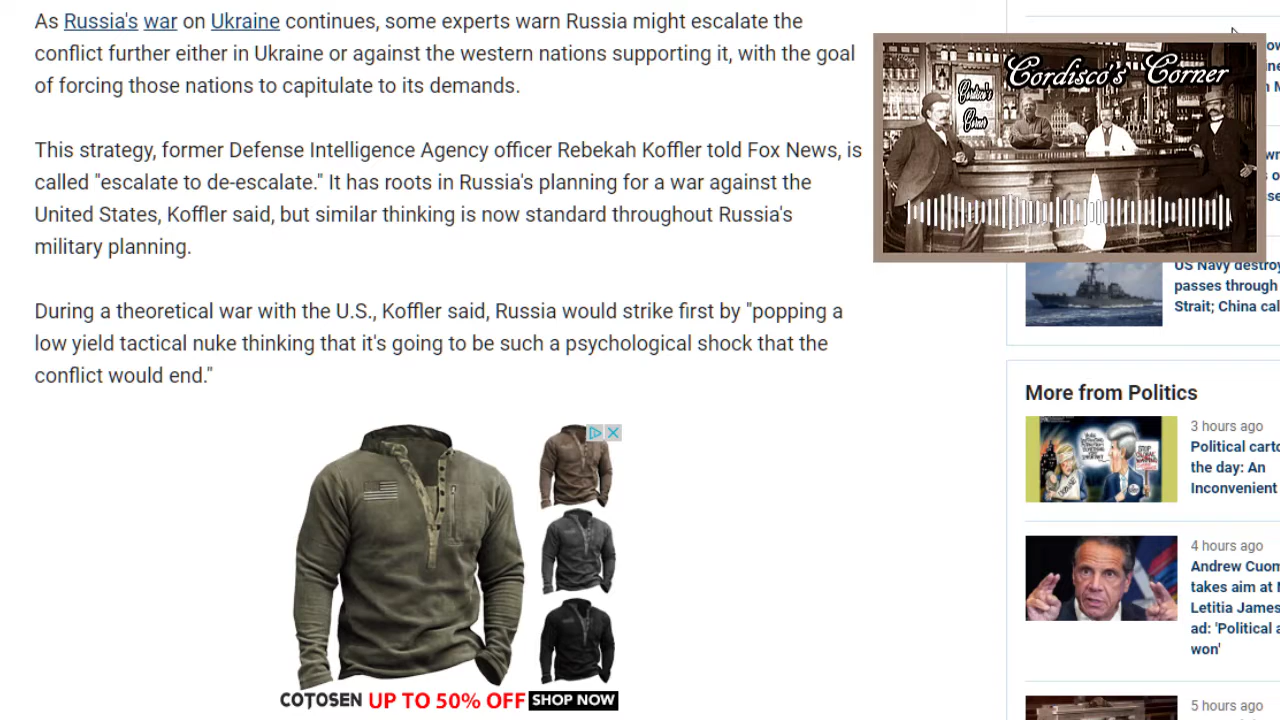 As Russia's war on Ukraine continues, some experts warn Russia might escalate the
conflict further either in Ukraine or against the western nations supporting it, with the goal
of forcing those nations to capitulate to its demands.
This strategy, former Defense Intelligence Agency officer Rebekah Koffler told Fox News, is
called "escalate to de-escalate." It has roots in Russia's planning for a war against the
United States, Koffler said, but similar thinking is now standard throughout Russia's
military planning.
During a theoretical war with the U.S., Koffler said, Russia would strike first by "popping a
low yield tactical nuke thinking that it's going to be such a psychological shock that the
conflict would end."
COTOSEN UP TO 50% OFF SHOP NOW
Cordisco's Corner
Cordisco's
Corner
US Navy destroy
passes through
Strait; China cal
More from Politics
3 hours ago
Political carto
the day: An
Inconvenient
4 hours ago
Andrew Cuom
takes aim at
Letitia James
ad: 'Political a
won'
5 hours ago